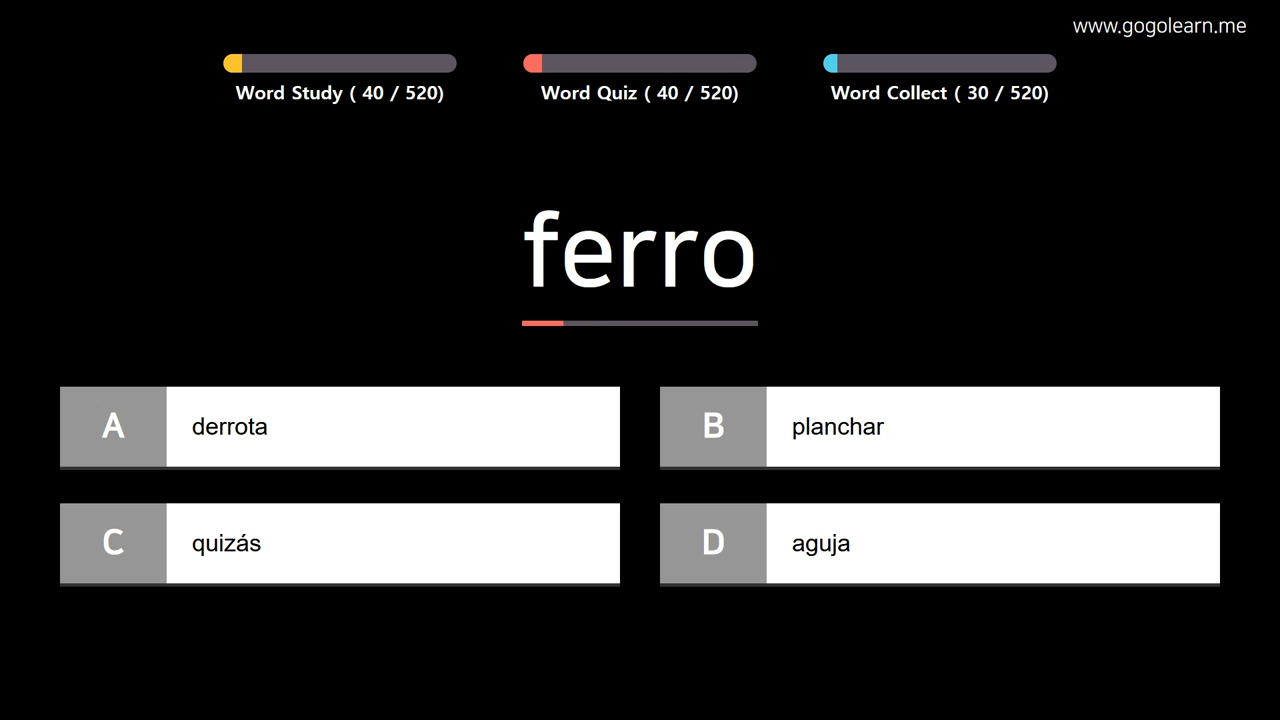 www.gogolearn.me
Word Study ( 40 / 520)
Word Quiz ( 40 / 520)
Word Collect ( 30 / 520)
ferro
A
derrota
B
planchar
C
quizás
D
aguja